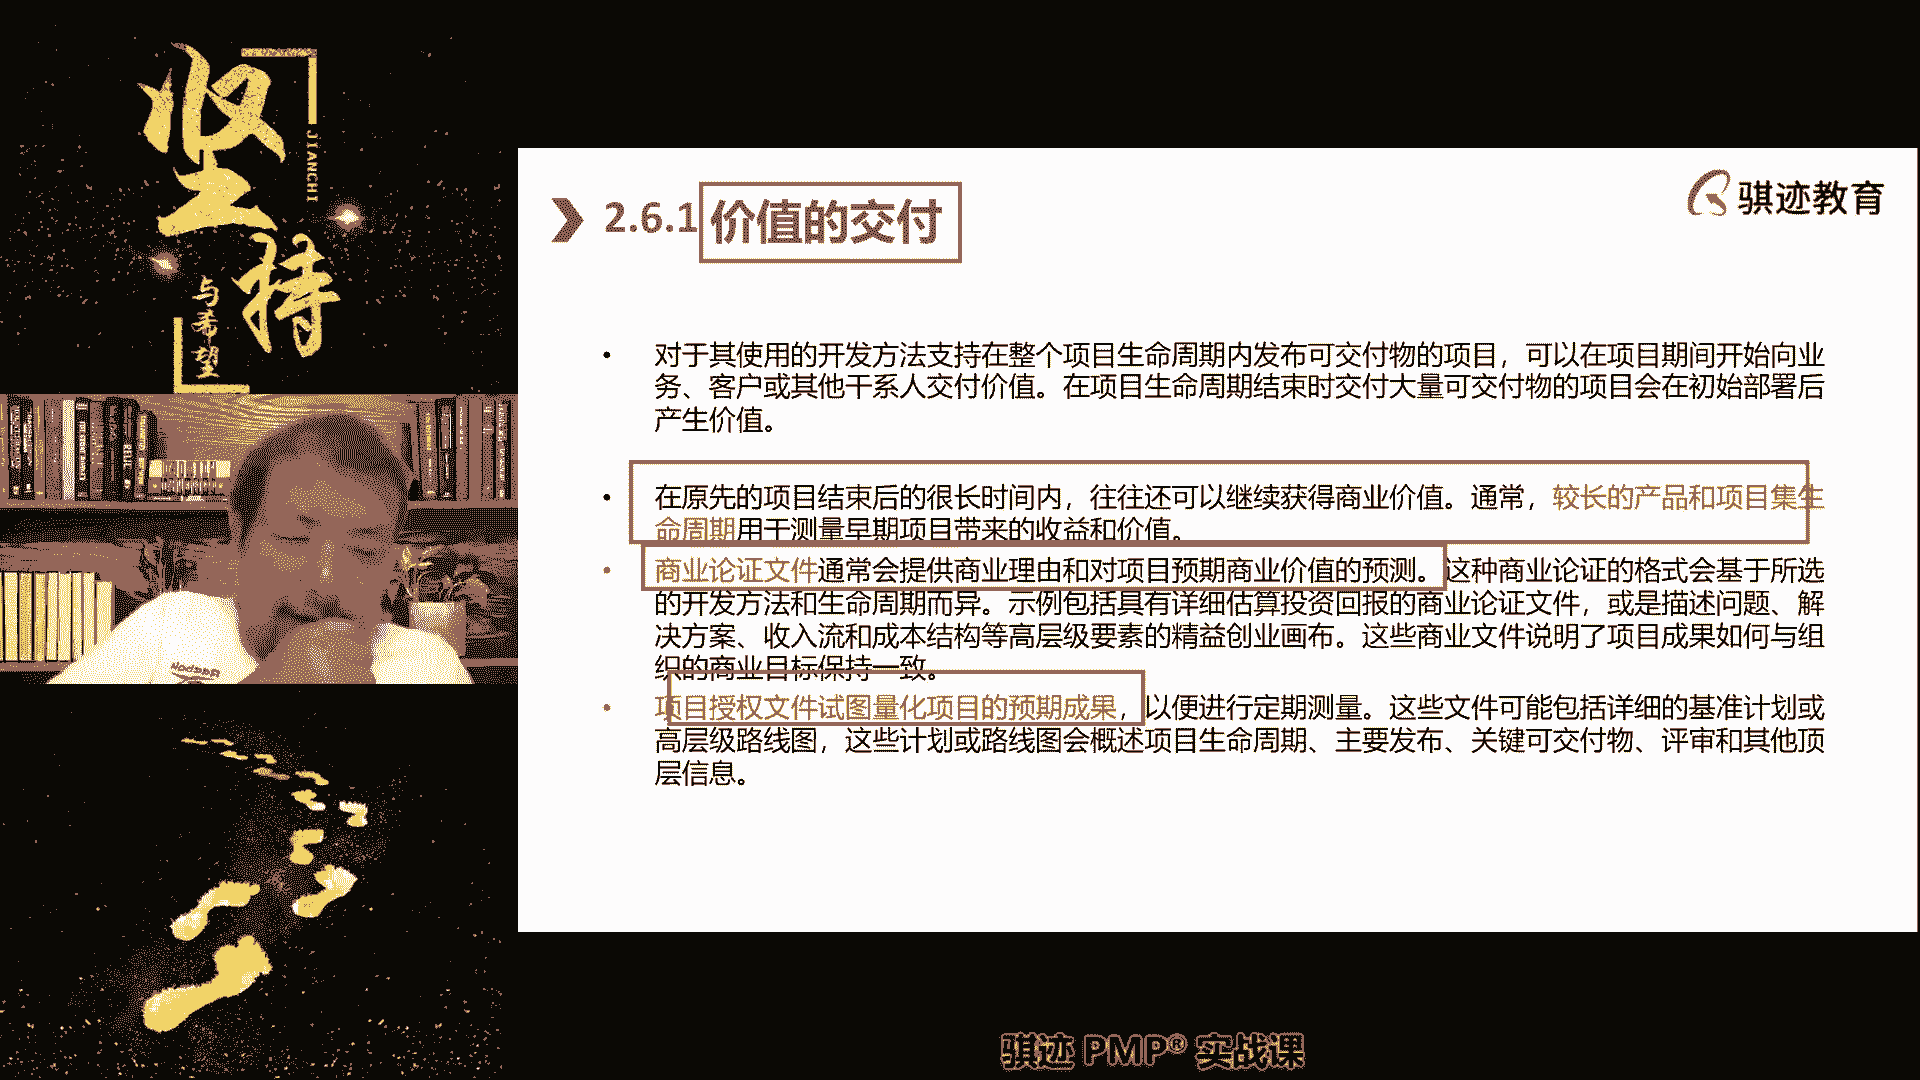 坚持
JIANCHI
与希望
骐迹教育
2.6.1价值的交付
• 对于其使用的开发方法支持在整个项目生命周期内发布可交付物的项目，可以在项目期间开始向业
务、客户或其他干系人交付价值。在项目生命周期结束时交付大量可交付物的项目会在初始部署后
产生价值。
• 在原先的项目结束后的很长时间内，往往还可以继续获得商业价值。通常，较长的产品和项目集生
命周期用于测量早期项目带来的收益和价值。
• 商业论证文件通常会提供商业理由和对项目预期商业价值的预测。这种商业论证的格式会基于所选
的开发方法和生命周期而异。示例包括具有详细估算投资回报的商业论证文件，或是描述问题、解
决方案、收入流和成本结构等高层级要素的精益创业画布。这些商业文件说明了项目成果如何与组
织的商业目标保持一致。
• 项目授权文件试图量化项目的预期成果，以便进行定期测量。这些文件可能包括详细的基准计划或
高层级路线图，这些计划或路线图会概述项目生命周期、主要发布、关键可交付物、评审和其他顶
层信息。
骐迹 PMP® 实战课